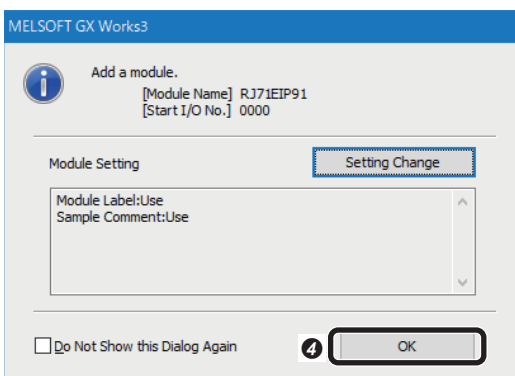 MELSOFT GX Works3
Add a module.
[Module Name] RJ71EIP91
[Start I/O No.] 0000
Module Setting
Setting Change
Module Label:Use
Sample Comment:Use
Do Not Show this Dialog Again
4
OK